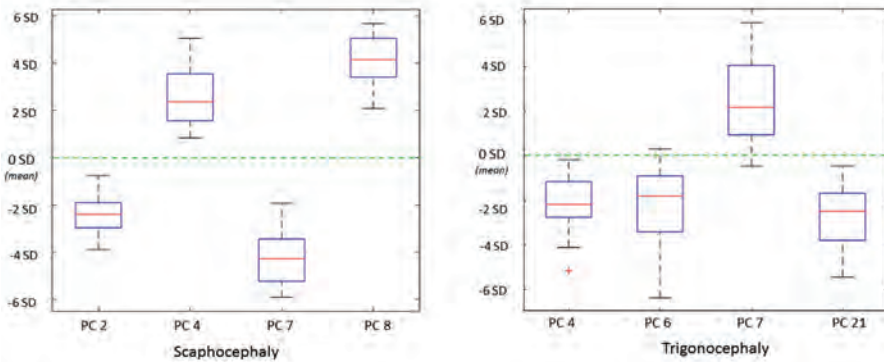 6 SD
4 SD
2 SD
0 SD
(mean)
-2 SD
-4 SD
-6 SD
PC 2 PC 4 PC 7 PC 8
Scaphocephaly
6 SD
4 SD
2 SD
0 SD
(mean)
-2 SD
-4 SD
-6 SD
PC 4 PC 6 PC 7 PC 21
Trigonocephaly